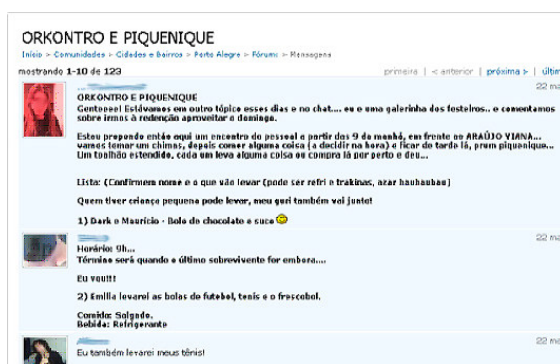 ORKONTRO E PIQUENIQUE
Início > Comunidades > Cidades e Bairros > Porto Alegre > Fórum: > Mensagens
mostrando 1-10 de 123
primeira | < anterior | próxima > | últim
22 ma
ORKONTRO E PIQUENIQUE
Genteeee! Estávamos em outro tópico esses dias e no chat.... eu e uma galerinha dos festeiros.. e comentamos
sobre irmos à redenção aproveitar o domingo.
Estou propondo então aqui um encontro do pessoal a partir das 9 da manhã, em frente ao ARAÚJO VIANA...
vamos tomar um chimas, depois comer alguma coisa (a decidir na hora) e ficar de tarde lá, prum piquenique...
Um toalhão estendido, cada um leva alguma coisa ou compra lá por perto e deu...
Lista: (Confirmem nome e o que vão levar (pode ser refri e trakinas, azar hauhauhau)
Quem tiver criança pequena pode levar, meu guri também vai junto!
1) Dark e Maurício - Bolo de chocolate e suco
22 ma
Horário: 9h...
Término será quando o último sobrevivente for embora....
Eu vou!!!
2) Emilia levarei as bolas de futebol, tenis e o frescobol.
Comida: Salgado.
Bebida: Refrigerante
22 ma
Eu também levarei meus tênis!